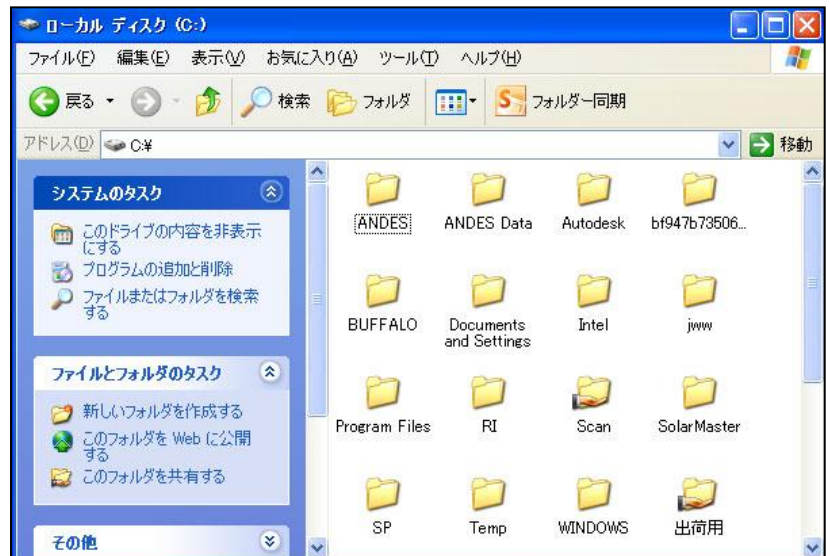 ローカル ディスク (C:)
ファイル(F) 編集(E) 表示(V) お気に入り(A) ツール(T) ヘルプ(H)
戻る 検索 フォルダ フォルダー同期
アドレス(D) C:¥ 移動
システムのタスク
このドライブの内容を非表示
にする
プログラムの追加と削除
ファイルまたはフォルダを検索
する
ファイルとフォルダのタスク
新しいフォルダを作成する
このフォルダを Web に公開
する
このフォルダを共有する
その他
ANDES ANDES Data Autodesk bf947b73506...
BUFFALO Documents and Settings Intel jww
Program Files RI Scan SolarMaster
SP Temp WINDOWS 出荷用